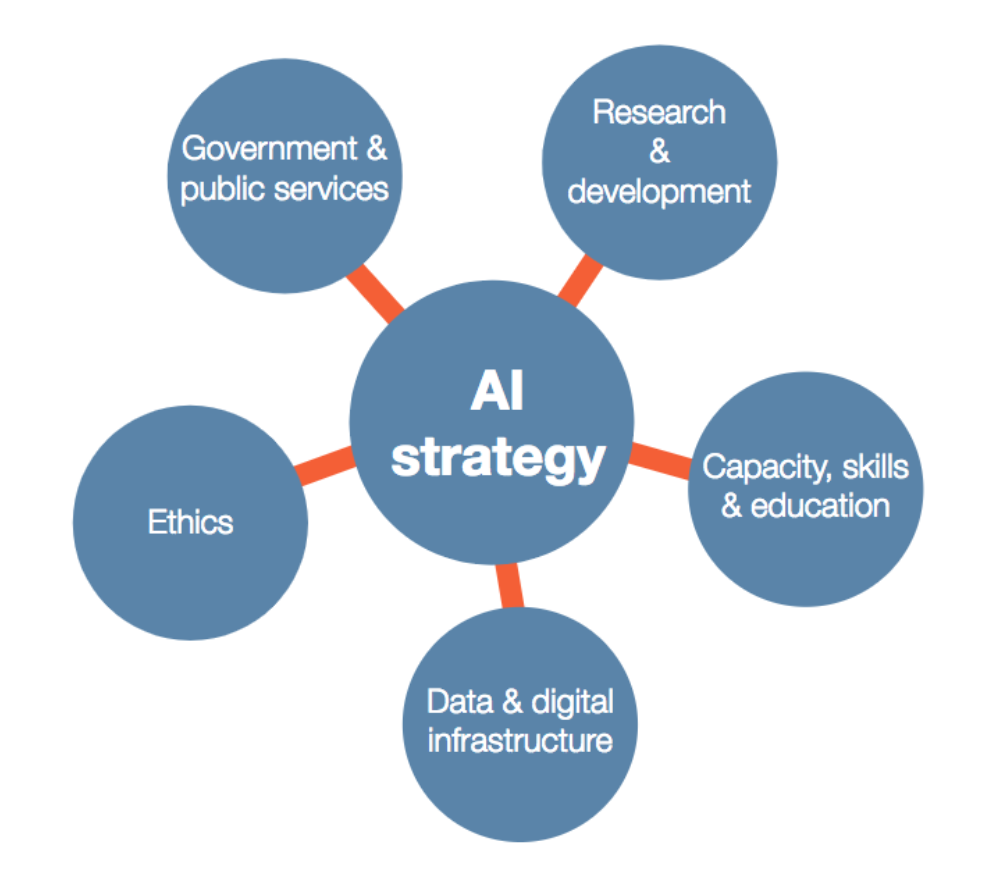 Government &
public services
Research
&
development
AI
strategy
Capacity, skills
& education
Ethics
Data & digital
infrastructure